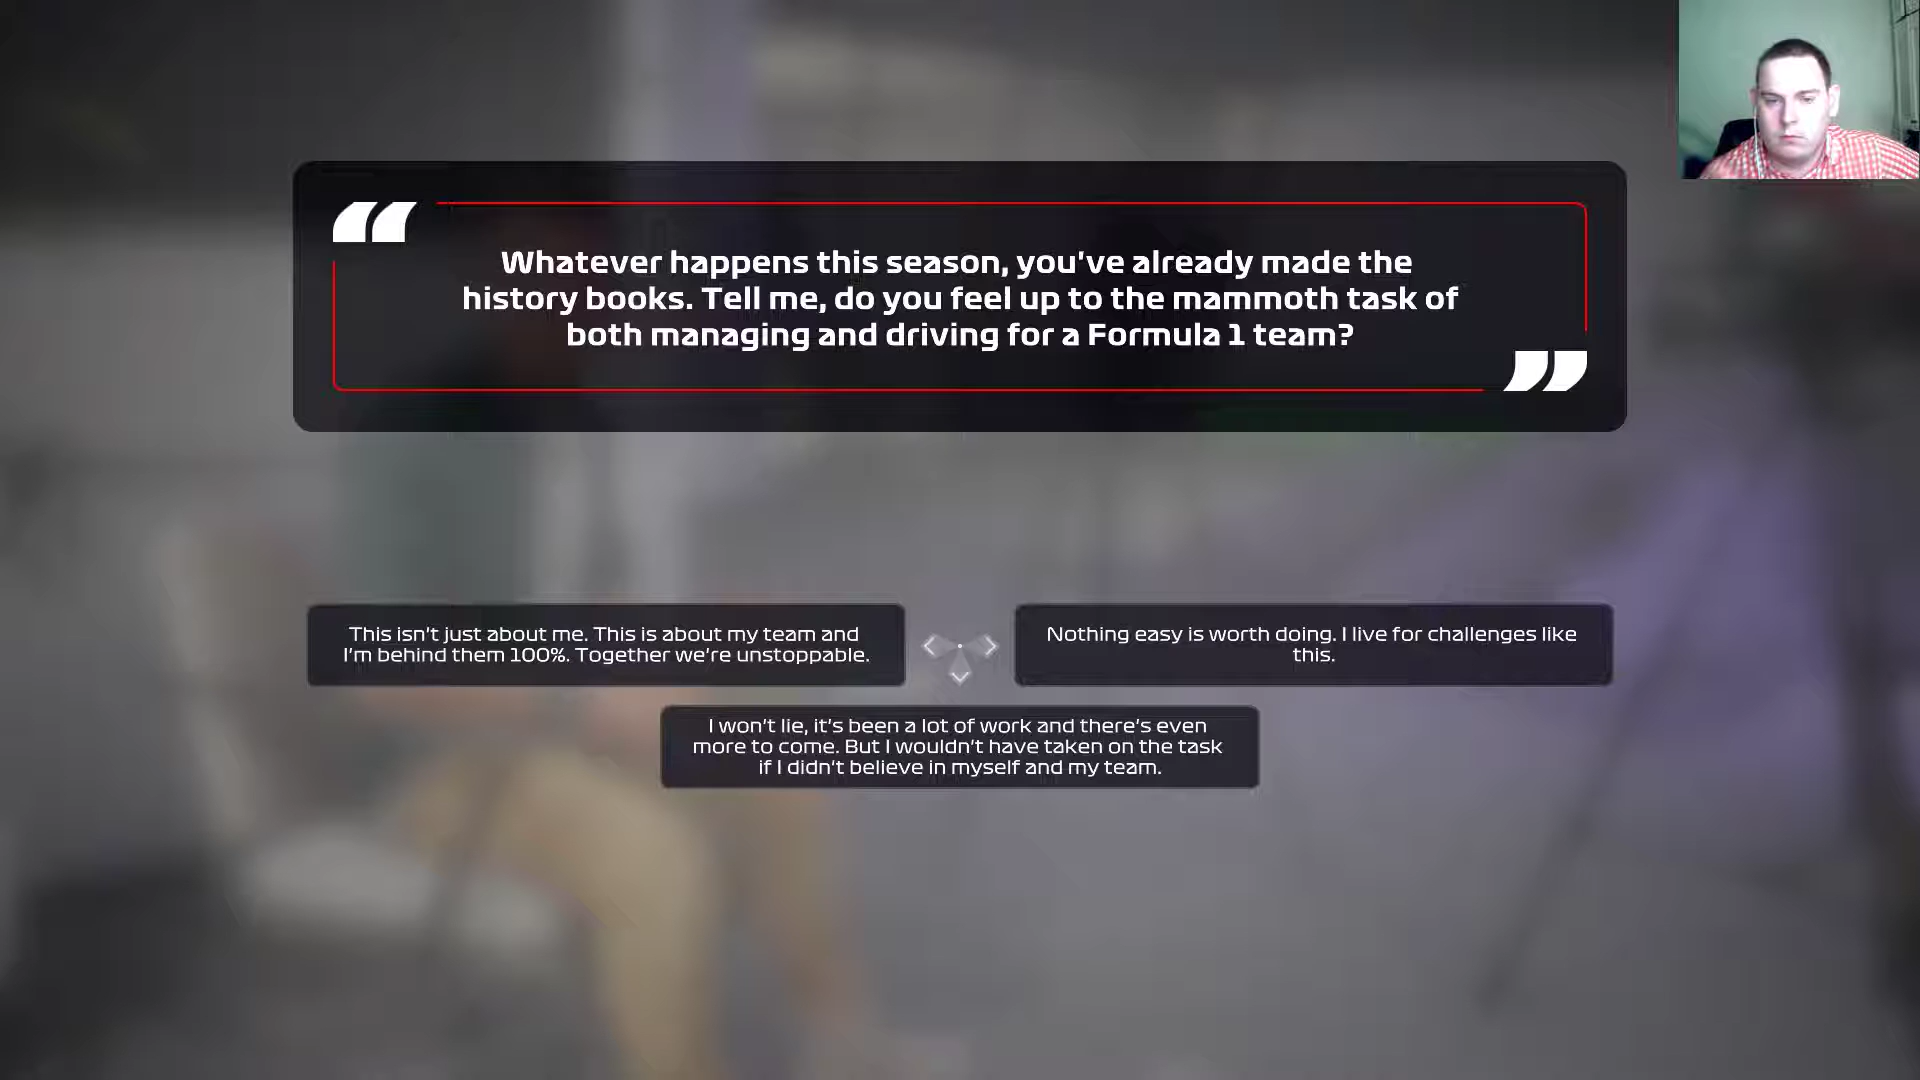 Whatever happens this season, you've already made the
history books. Tell me, do you feel up to the mammoth task of
both managing and driving for a Formula 1 team?
This isn't just about me. This is about my team and
I'm behind them 100%. Together we're unstoppable.
Nothing easy is worth doing. I live for challenges like
this.
I won't lie, it's been a lot of work and there's even
more to come. But I wouldn't have taken on the task
if I didn't believe in myself and my team.